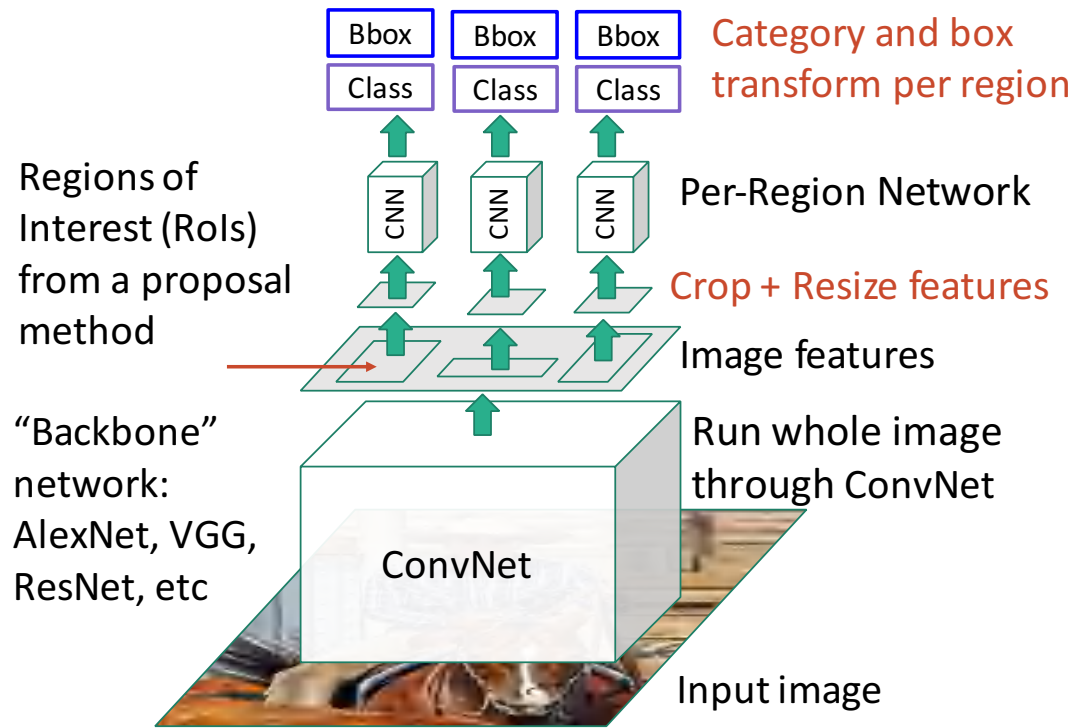 Bbox
Bbox
Bbox
Class
Class
Class
Category and box
transform per region
Regions of
Interest (RoIs)
from a proposal
method
CNN
CNN
CNN
Per-Region Network
Crop + Resize features
Image features
“Backbone”
network:
AlexNet, VGG,
ResNet, etc
Run whole image
through ConvNet
ConvNet
Input image